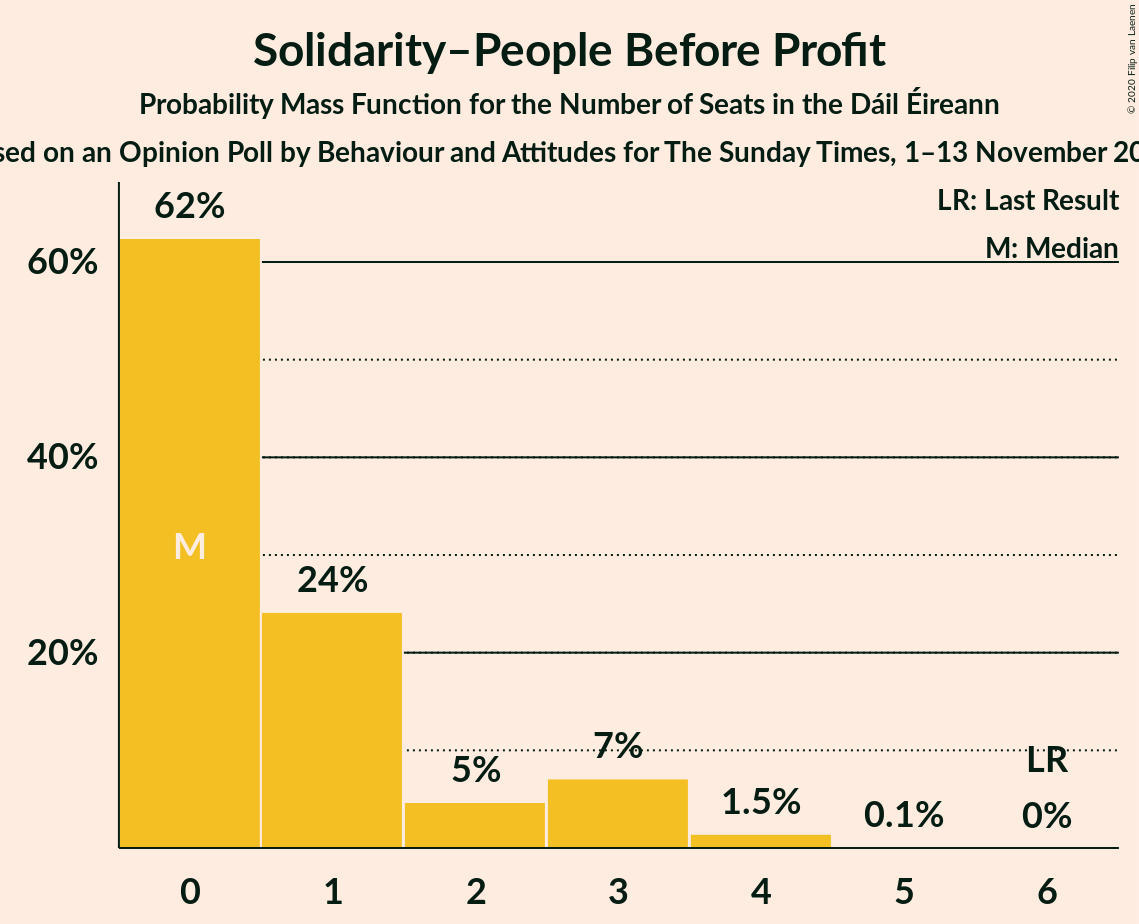 Solidarity–People Before Profit
Probability Mass Function for the Number of Seats in the Dáil Éireann
on an Opinion Poll by Behaviour and Attitudes for The Sunday Times, 1–13 November
© 2020 Filip van Laenen
LR: Last Result
M: Median
62%
60%
40%
M
24%
20%
7%
5%
LR
1.5%
0.1%
0%
0 1 2 3 4 5 6